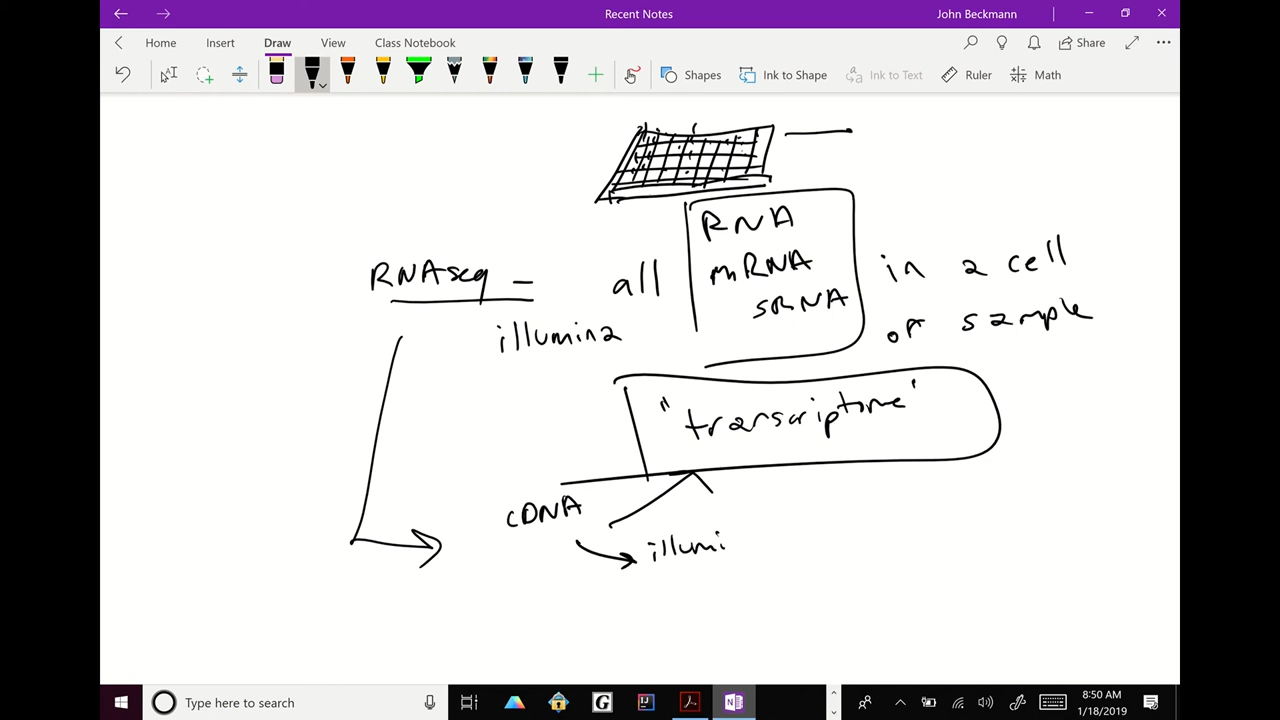 Recent Notes
John Beckmann
Home Insert Draw View Class Notebook
Share
Shapes Ink to Shape Ink to Text Ruler Math
RNA
mRNA
sRNA
RNAseq = all in a cell
illumina or sample
"transcriptome"
cDNA
illumi
Type here to search
8:50 AM
1/18/2019